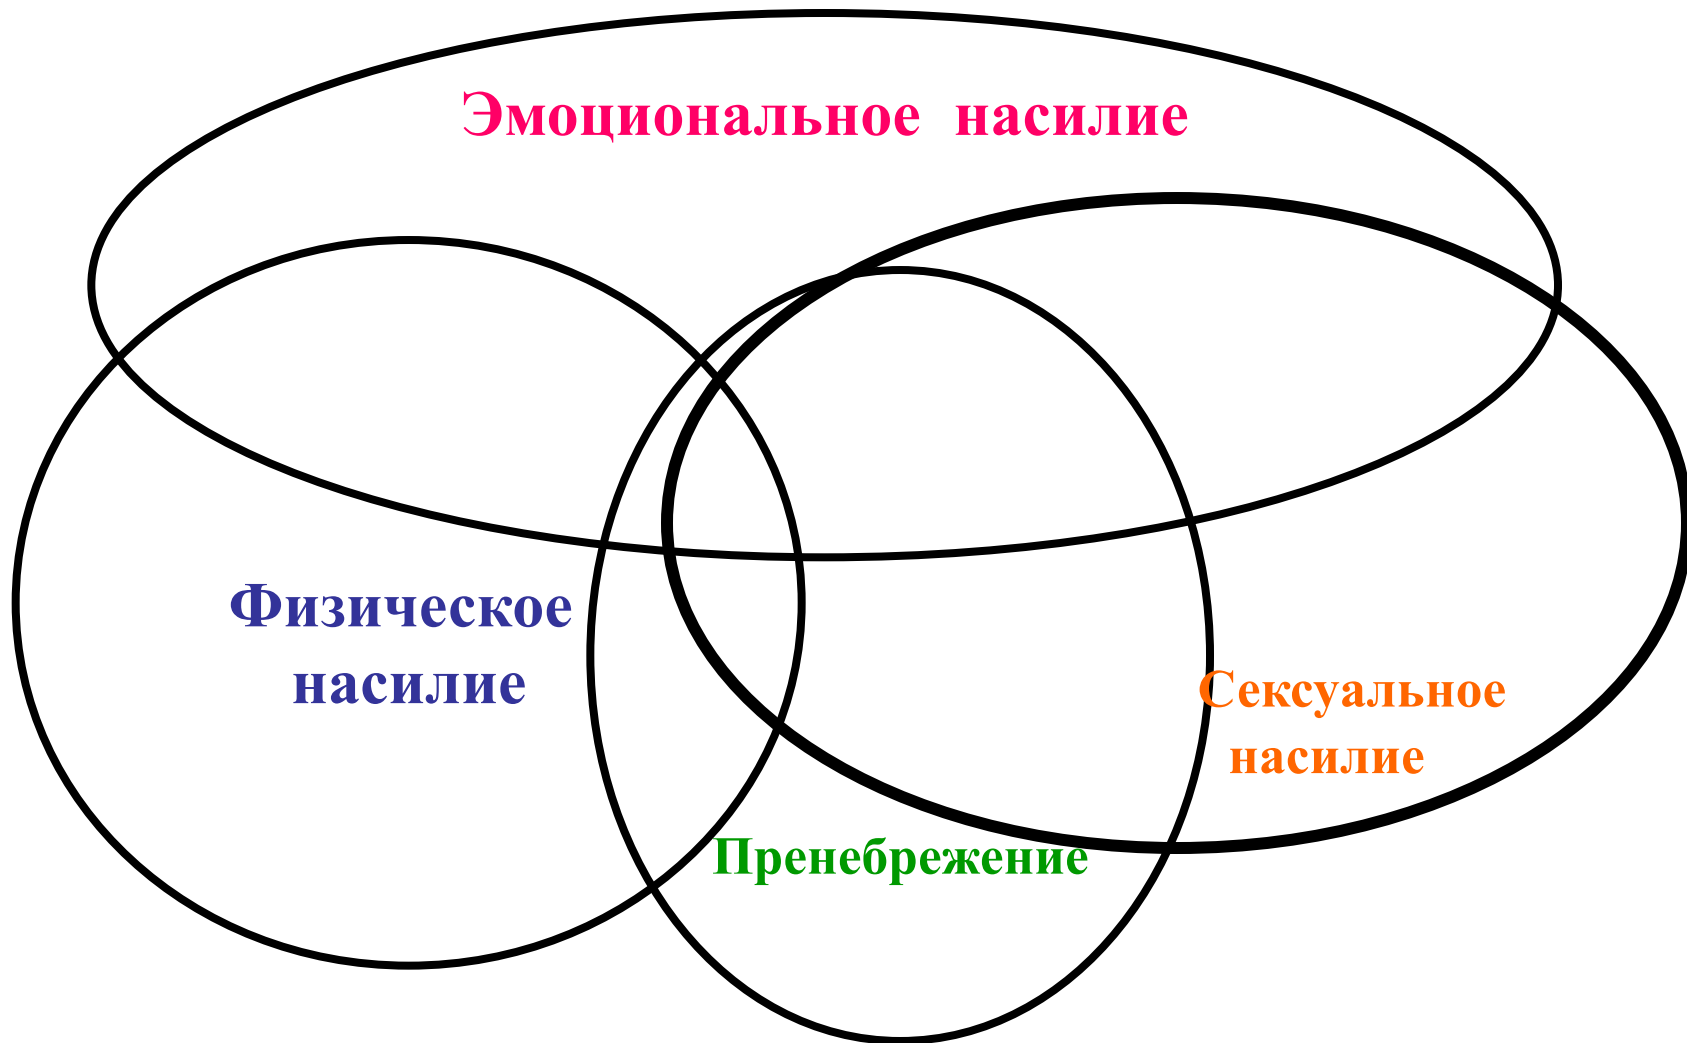 Эмоциональное насилие
Физическое
насилие
Сексуальное
насилие
Пренебрежение